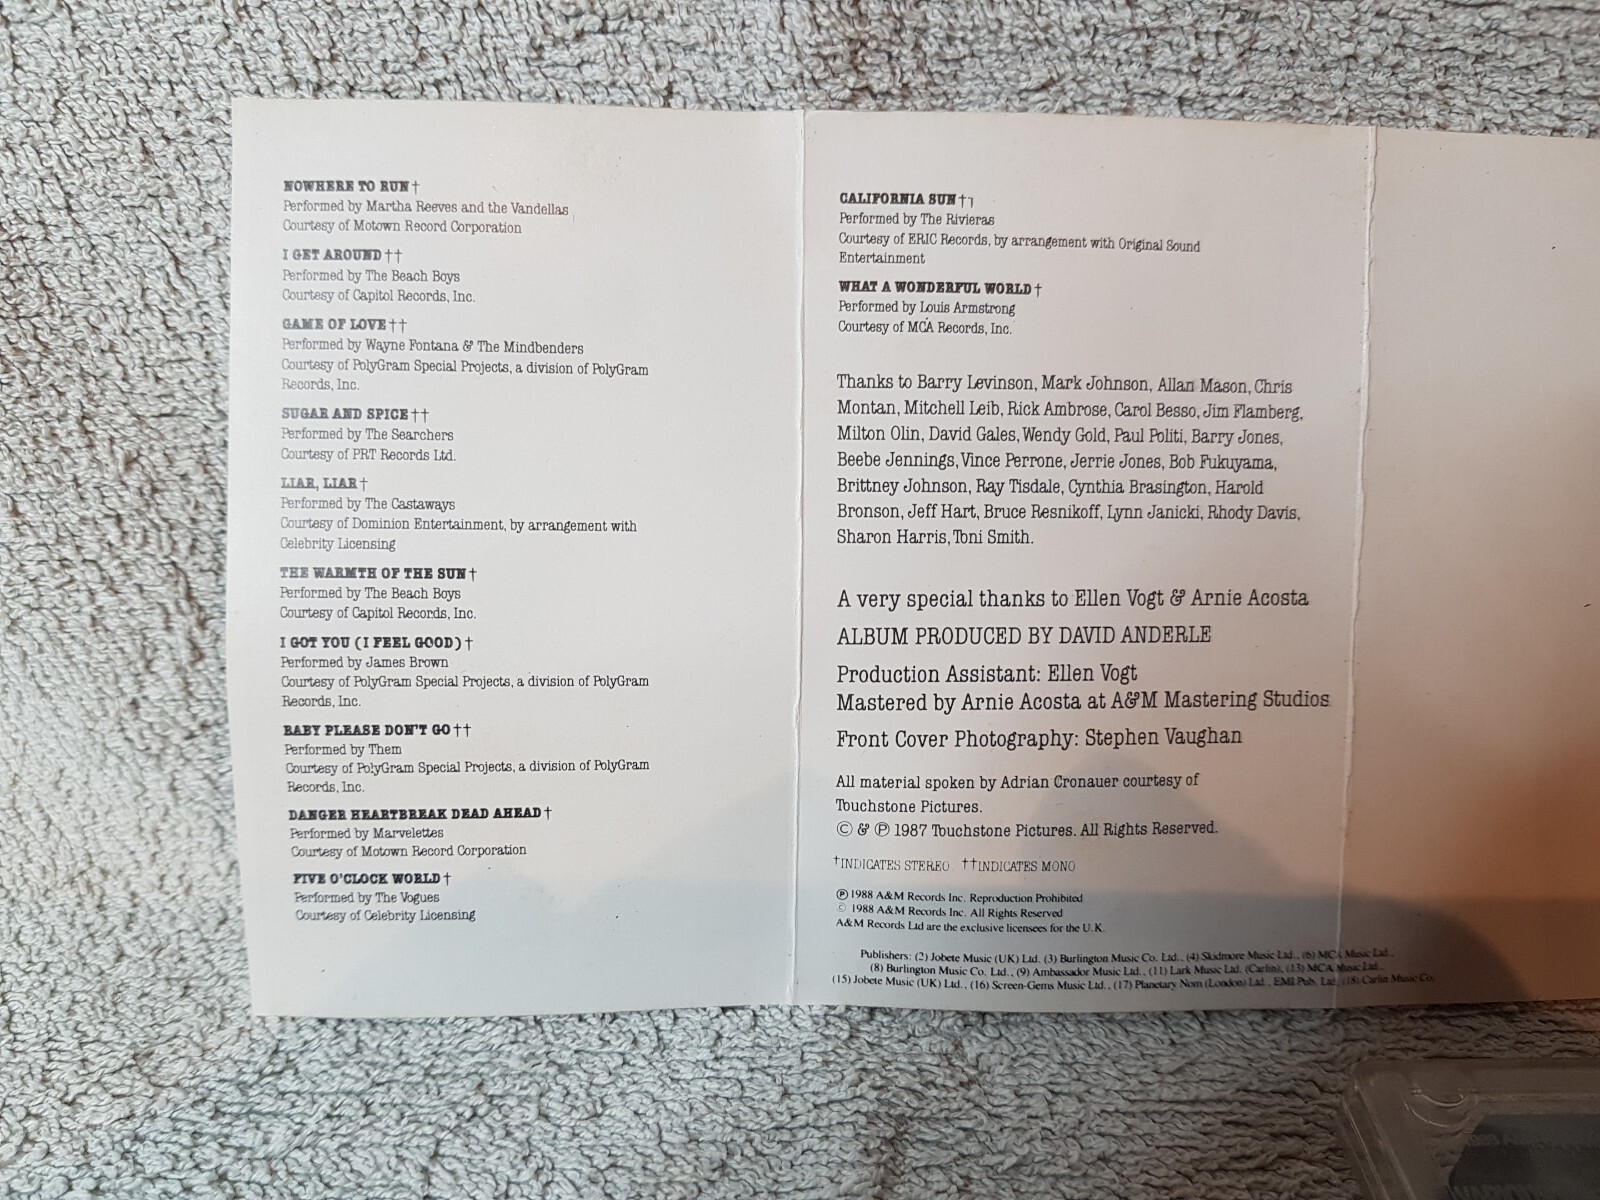 NOWHERE TO RUN†
Performed by Martha Reeves and the Vandellas
Courtesy of Motown Record Corporation
I GET AROUND††
Performed by The Beach Boys
Courtesy of Capitol Records, Inc.
GAME OF LOVE††
Performed by Wayne Fontana & The Mindbenders
Courtesy of PolyGram Special Projects, a division of PolyGram
Records, Inc.
SUGAR AND SPICE††
Performed by The Searchers
Courtesy of PRT Records Ltd.
LIAR, LIAR†
Performed by The Castaways
Courtesy of Dominion Entertainment, by arrangement with
Celebrity Licensing
THE WARMTH OF THE SUN†
Performed by The Beach Boys
Courtesy of Capitol Records, Inc.
I GOT YOU (I FEEL GOOD)†
Performed by James Brown
Courtesy of PolyGram Special Projects, a division of PolyGram
Records, Inc.
BABY PLEASE DON'T GO††
Performed by Them
Courtesy of PolyGram Special Projects, a division of PolyGram
Records, Inc.
DANGER HEARTBREAK DEAD AHEAD†
Performed by Marvelettes
Courtesy of Motown Record Corporation
FIVE O'CLOCK WORLD†
Performed by The Vogues
Courtesy of Celebrity Licensing
CALIFORNIA SUN††
Performed by The Rivieras
Courtesy of ERIC Records, by arrangement with Original Sound
Entertainment
WHAT A WONDERFUL WORLD†
Performed by Louis Armstrong
Courtesy of MCA Records, Inc.
Thanks to Barry Levinson, Mark Johnson, Allan Mason, Chris
Montan, Mitchell Leib, Rick Ambrose, Carol Besso, Jim Flamberg,
Milton Olin, David Gales, Wendy Gold, Paul Politi, Barry Jones,
Beebe Jennings, Vince Perrone, Jerrie Jones, Bob Fukuyama,
Brittney Johnson, Ray Tisdale, Cynthia Brasington, Harold
Bronson, Jeff Hart, Bruce Resnikoff, Lynn Janicki, Rhody Davis,
Sharon Harris, Toni Smith.
A very special thanks to Ellen Vogt & Arnie Acosta
ALBUM PRODUCED BY DAVID ANDERLE
Production Assistant: Ellen Vogt
Mastered by Arnie Acosta at A&M Mastering Studios
Front Cover Photography: Stephen Vaughan
All material spoken by Adrian Cronauer courtesy of
Touchstone Pictures.
© & ℗ 1987 Touchstone Pictures. All Rights Reserved.
†INDICATES STEREO. ††INDICATES MONO
℗ 1988 A&M Records Inc. Reproduction Prohibited
© 1988 A&M Records Inc. All Rights Reserved
A&M Records Ltd are the exclusive licensees for the U.K.
Publishers: (2) Jobete Music (UK) Ltd. (3) Burlington Music Co. Ltd., (4) Skidmore Music Ltd., (6) MCA Music Ltd.,
(8) Burlington Music Co. Ltd., (9) Ambassador Music Ltd., (11) Lark Music Ltd. (Carlin), (13) MCA Music Ltd.,
(15) Jobete Music (UK) Ltd., (16) Screen-Gems Music Ltd., (17) Planetary Nom (London) Ltd., EMI Pub. Ltd. (18) Carlin Music Co.